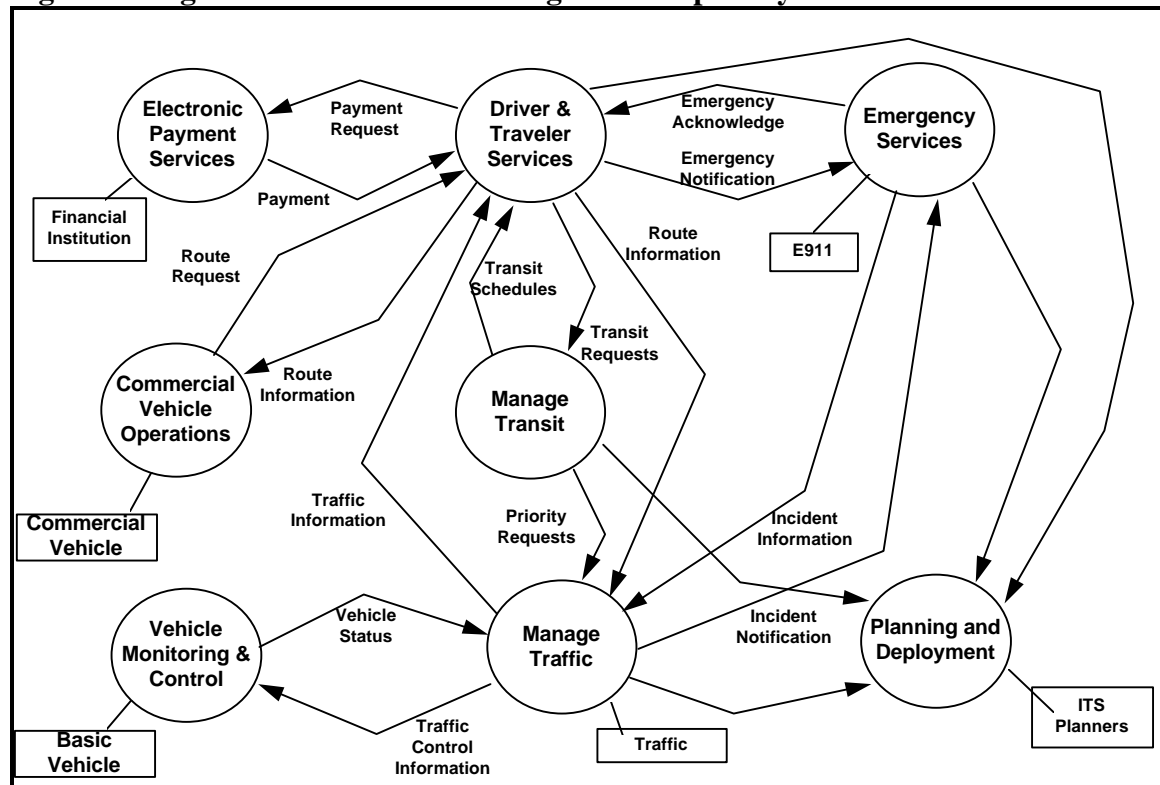 Electronic
Payment
Services
Payment
Request
Driver &
Traveler
Services
Emergency
Acknowledge
Emergency
Services
Emergency
Notification
Payment
Financial
Institution
Route
Request
Transit
Schedules
Route
Information
E911
Transit
Requests
Commercial
Vehicle
Operations
Route
Information
Manage
Transit
Commercial
Vehicle
Traffic
Information
Priority
Requests
Incident
Information
Vehicle
Monitoring &
Control
Vehicle
Status
Manage
Traffic
Incident
Notification
Planning and
Deployment
Basic
Vehicle
Traffic
Control
Information
Traffic
ITS
Planners